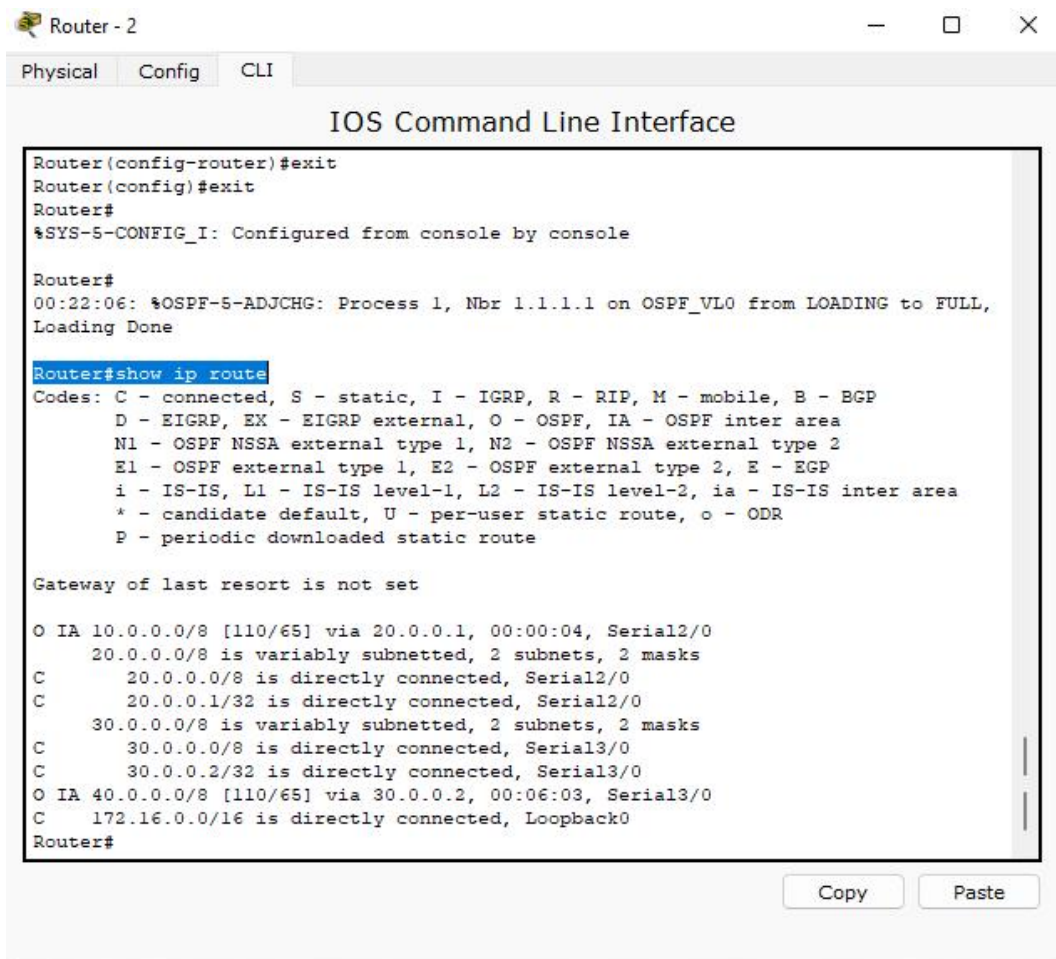 Router - 2
Physical Config CLI
IOS Command Line Interface
Router(config-router)#exit
Router(config)#exit
Router#
%SYS-5-CONFIG_I: Configured from console by console
Router#
00:22:06: %OSPF-5-ADJCHG: Process 1, Nbr 1.1.1.1 on OSPF_VL0 from LOADING to FULL,
Loading Done
Router#show ip route
Codes: C - connected, S - static, I - IGRP, R - RIP, M - mobile, B - BGP
D - EIGRP, EX - EIGRP external, O - OSPF, IA - OSPF inter area
N1 - OSPF NSSA external type 1, N2 - OSPF NSSA external type 2
E1 - OSPF external type 1, E2 - OSPF external type 2, E - EGP
i - IS-IS, L1 - IS-IS level-1, L2 - IS-IS level-2, ia - IS-IS inter area
* - candidate default, U - per-user static route, o - ODR
P - periodic downloaded static route
Gateway of last resort is not set
O IA 10.0.0.0/8 [110/65] via 20.0.0.1, 00:00:04, Serial2/0
20.0.0.0/8 is variably subnetted, 2 subnets, 2 masks
C 20.0.0.0/8 is directly connected, Serial2/0
C 20.0.0.1/32 is directly connected, Serial2/0
30.0.0.0/8 is variably subnetted, 2 subnets, 2 masks
C 30.0.0.0/8 is directly connected, Serial3/0
C 30.0.0.2/32 is directly connected, Serial3/0
O IA 40.0.0.0/8 [110/65] via 30.0.0.2, 00:06:03, Serial3/0
C 172.16.0.0/16 is directly connected, Loopback0
Router#
Copy Paste